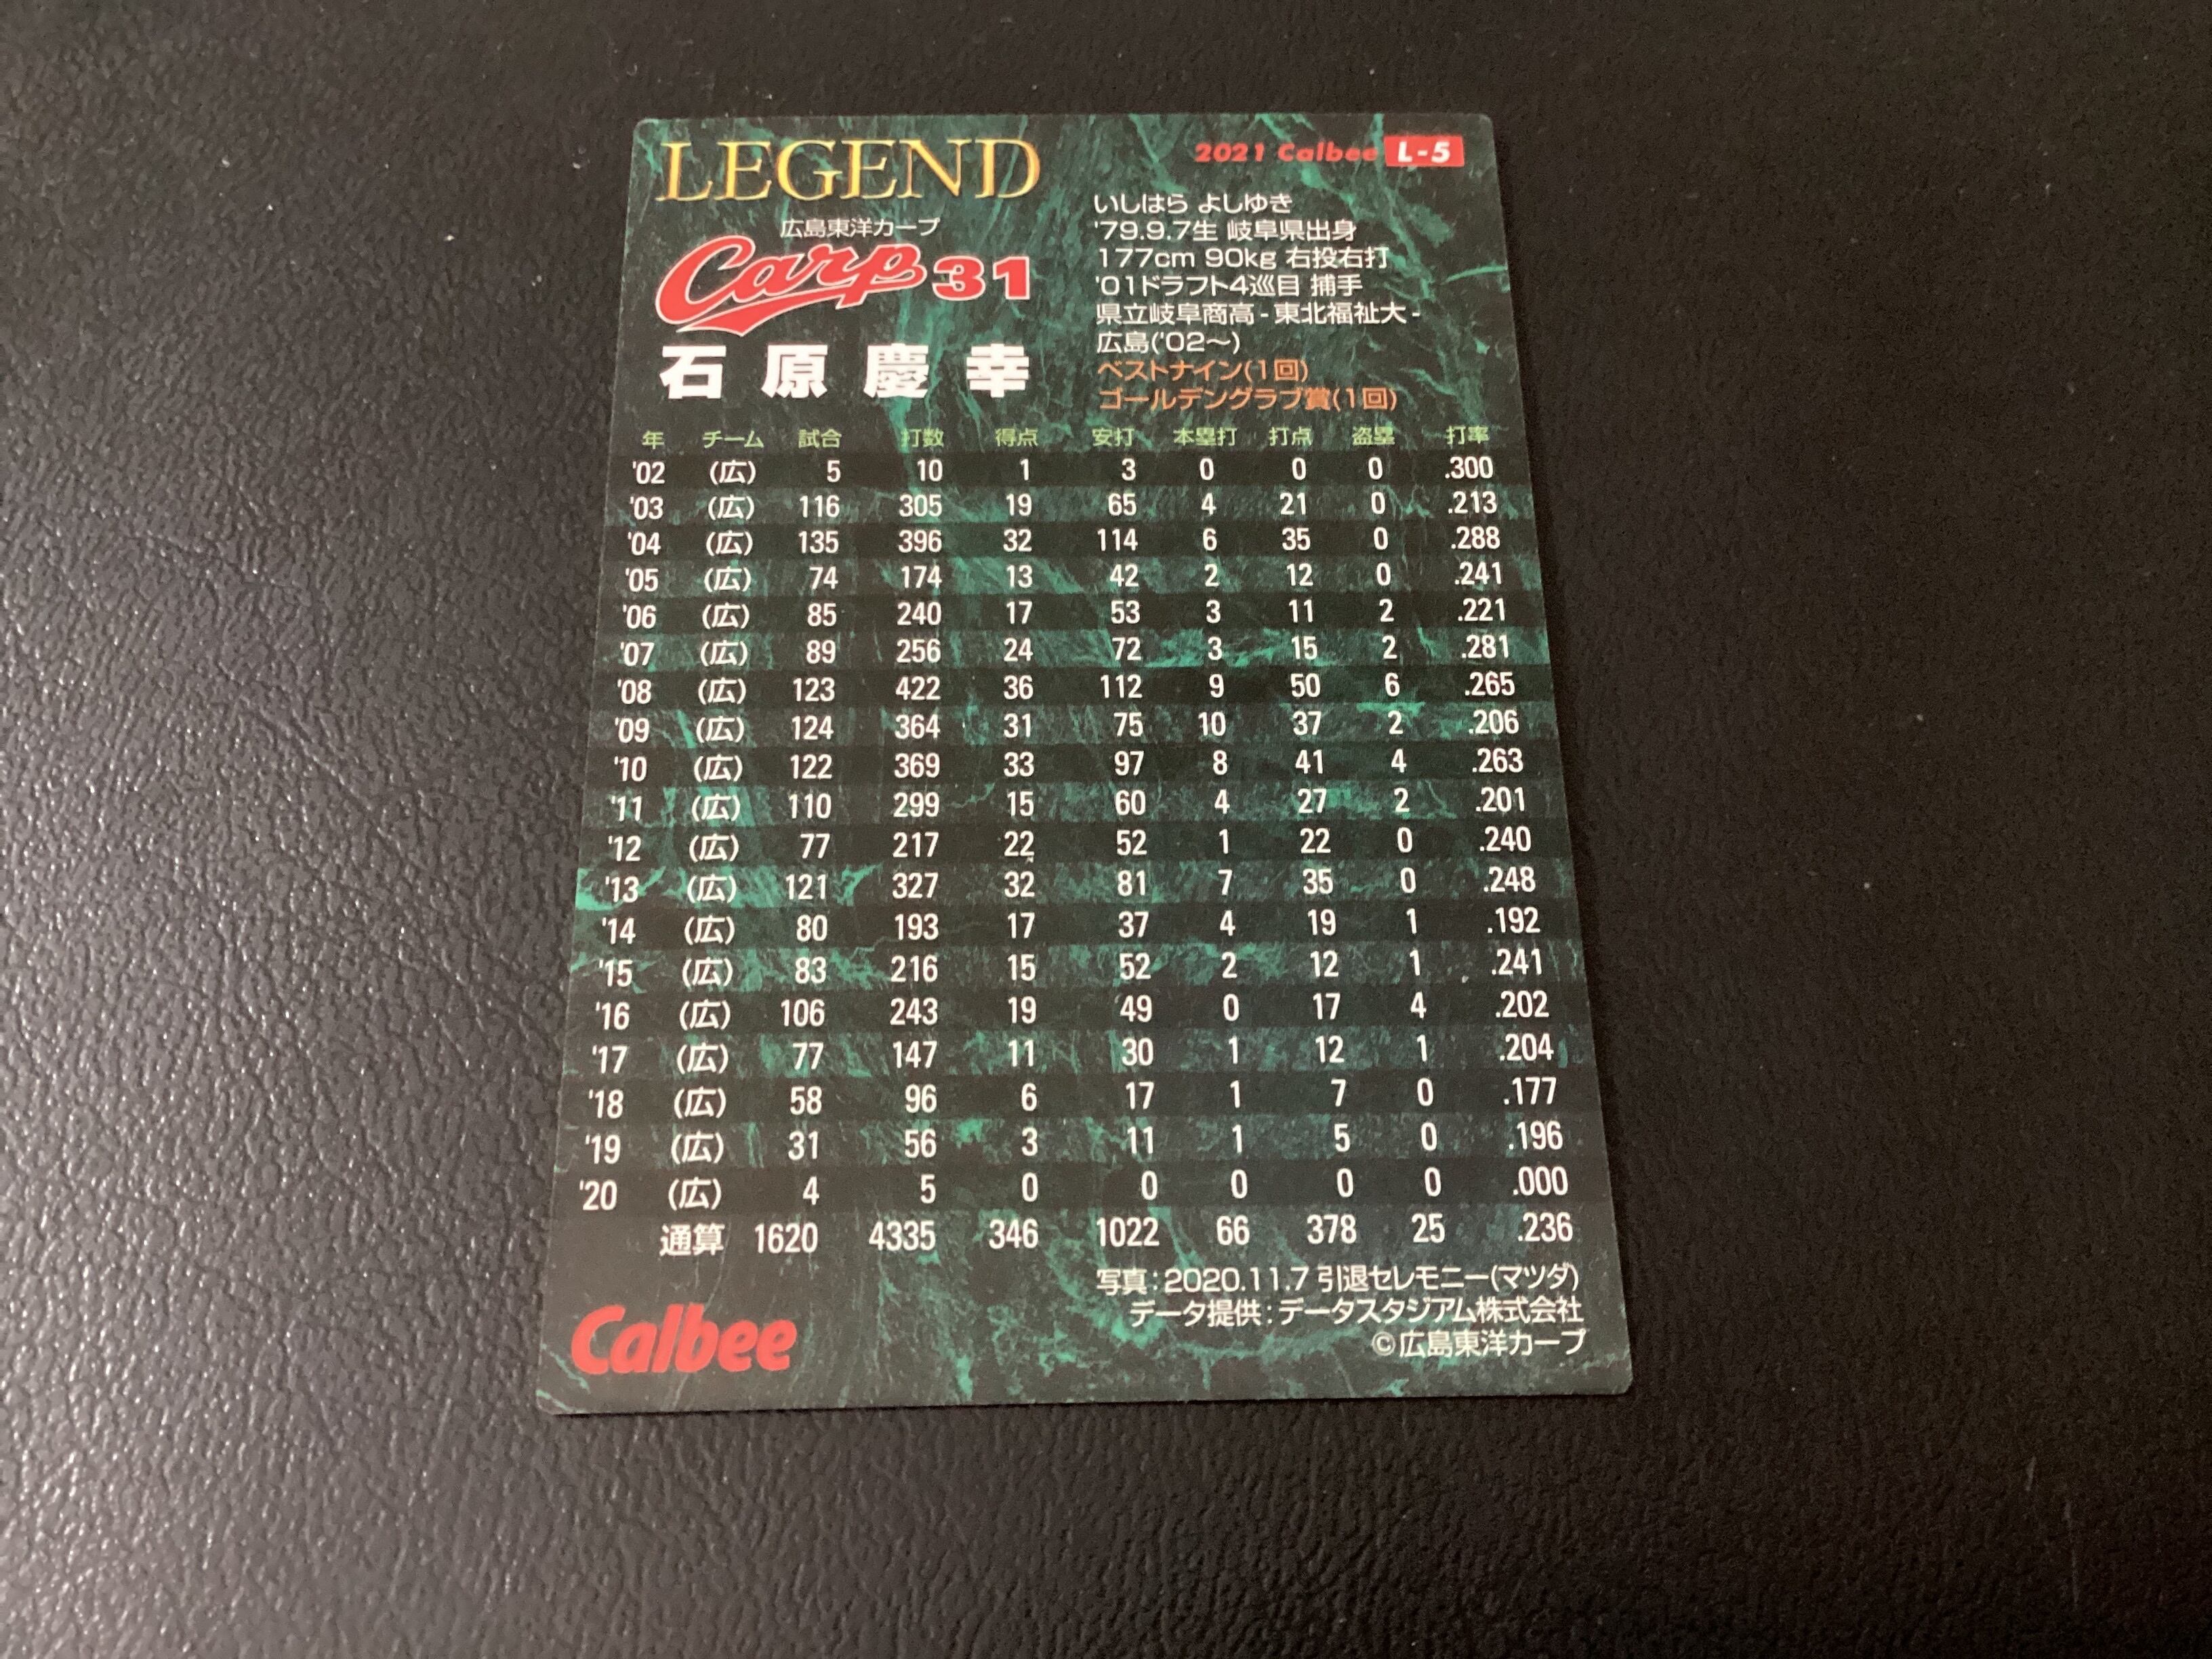 LEGEND
2021 Calbee L-5
広島東洋カープ
Carp 31
石原慶幸
いしはら よしゆき
'79.9.7生 岐阜県出身
177cm 90kg 右投右打
'01ドラフト4巡目 捕手
県立岐阜商高-東北福祉大-
広島('02〜)
ベストナイン(1回)
ゴールデングラブ賞(1回)
年 チーム 試合 打数 得点 安打 本塁打 打点 盗塁 打率
'02 (広) 5 10 1 3 0 0 0 .300
'03 (広) 116 305 19 65 4 21 0 .213
'04 (広) 135 396 32 114 6 35 0 .288
'05 (広) 74 174 13 42 2 12 0 .241
'06 (広) 85 240 17 53 3 11 2 .221
'07 (広) 89 256 24 72 3 15 2 .281
'08 (広) 123 422 36 112 9 50 6 .265
'09 (広) 124 364 31 75 10 37 2 .206
'10 (広) 122 369 33 97 8 41 4 .263
'11 (広) 110 299 15 60 4 27 2 .201
'12 (広) 77 217 22 52 1 22 0 .240
'13 (広) 121 327 32 81 7 35 0 .248
'14 (広) 80 193 17 37 4 19 1 .192
'15 (広) 83 216 15 52 2 12 1 .241
'16 (広) 106 243 19 49 0 17 4 .202
'17 (広) 77 147 11 30 1 12 1 .204
'18 (広) 58 96 6 17 1 7 0 .177
'19 (広) 31 56 3 11 1 5 0 .196
'20 (広) 4 5 0 0 0 0 0 .000
通算 1620 4335 346 1022 66 378 25 .236
写真:2020.11.7 引退セレモニー(マツダ)
データ提供:データスタジアム株式会社
©広島東洋カープ
Calbee